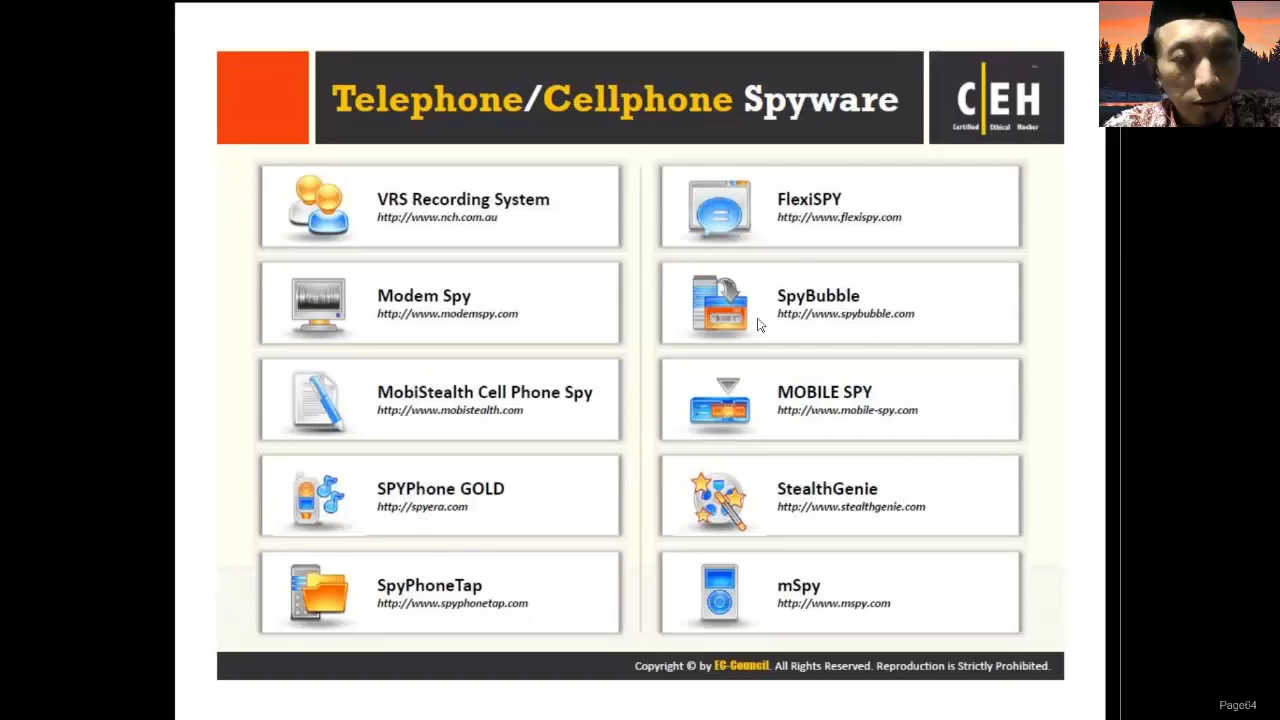 Telephone/Cellphone Spyware
C|EH
Certified Ethical Hacker
VRS Recording System
http://www.nch.com.au
Modem Spy
http://www.modemspy.com
MobiStealth Cell Phone Spy
http://www.mobistealth.com
SPYPhone GOLD
http://spyera.com
SpyPhoneTap
http://www.spyphonetap.com
FlexiSPY
http://www.flexispy.com
SpyBubble
http://www.spybubble.com
MOBILE SPY
http://www.mobile-spy.com
StealthGenie
http://www.stealthgenie.com
mSpy
http://www.mspy.com
Copyright © by EC-Council. All Rights Reserved. Reproduction is Strictly Prohibited.
Page64